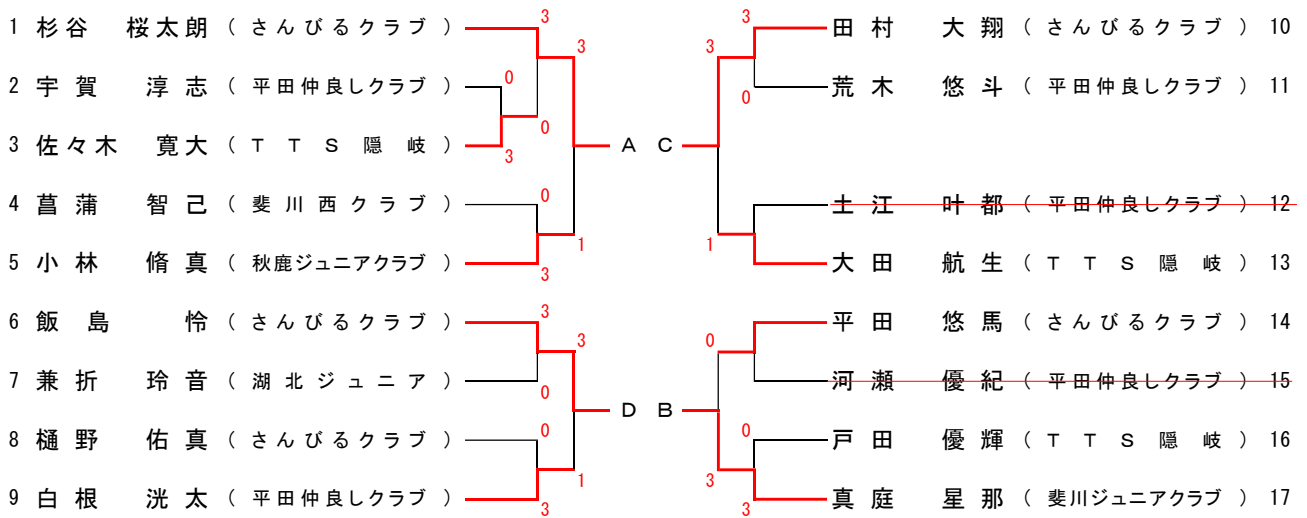 1 杉谷 桜太朗 ( さんびるクラブ )
2 宇賀 淳志 ( 平田仲良しクラブ )
3 佐々木 寛大 ( TTS隠岐 )
4 菖蒲 智己 ( 斐川西クラブ )
5 小林 脩真 ( 秋鹿ジュニアクラブ )
6 飯島 怜 ( さんびるクラブ )
7 兼折 玲音 ( 湖北ジュニア )
8 樋野 佑真 ( さんびるクラブ )
9 白根 洸太 ( 平田仲良しクラブ )
3
0
3
0
3
0
3
1
3
0
0
3
3
1
A C
D B
3
0
3
1
0
0
3
3
田村 大翔 ( さんびるクラブ ) 10
荒木 悠斗 ( 平田仲良しクラブ ) 11
土江 叶都 ( 平田仲良しクラブ ) 12
大田 航生 ( TTS隠岐 ) 13
平田 悠馬 ( さんびるクラブ ) 14
河瀬 優紀 ( 平田仲良しクラブ ) 15
戸田 優輝 ( TTS隠岐 ) 16
真庭 星那 ( 斐川ジュニアクラブ ) 17